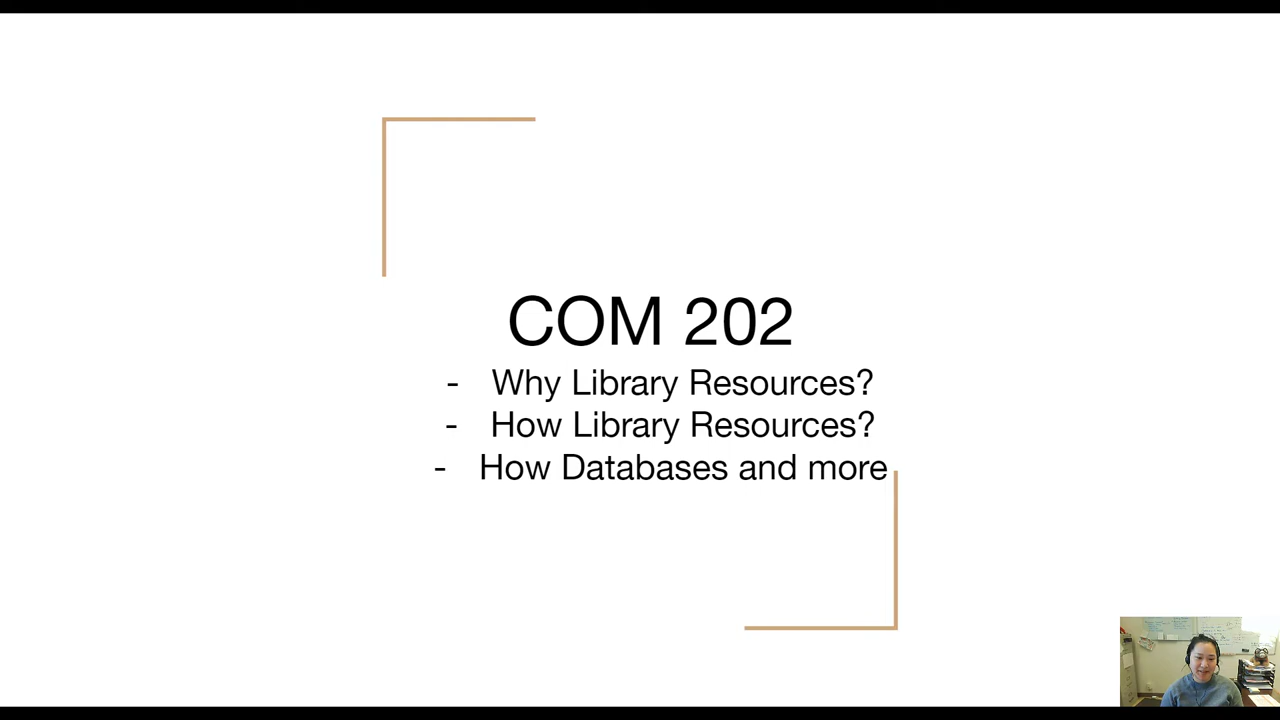 COM 202
- Why Library Resources?
- How Library Resources?
- How Databases and more